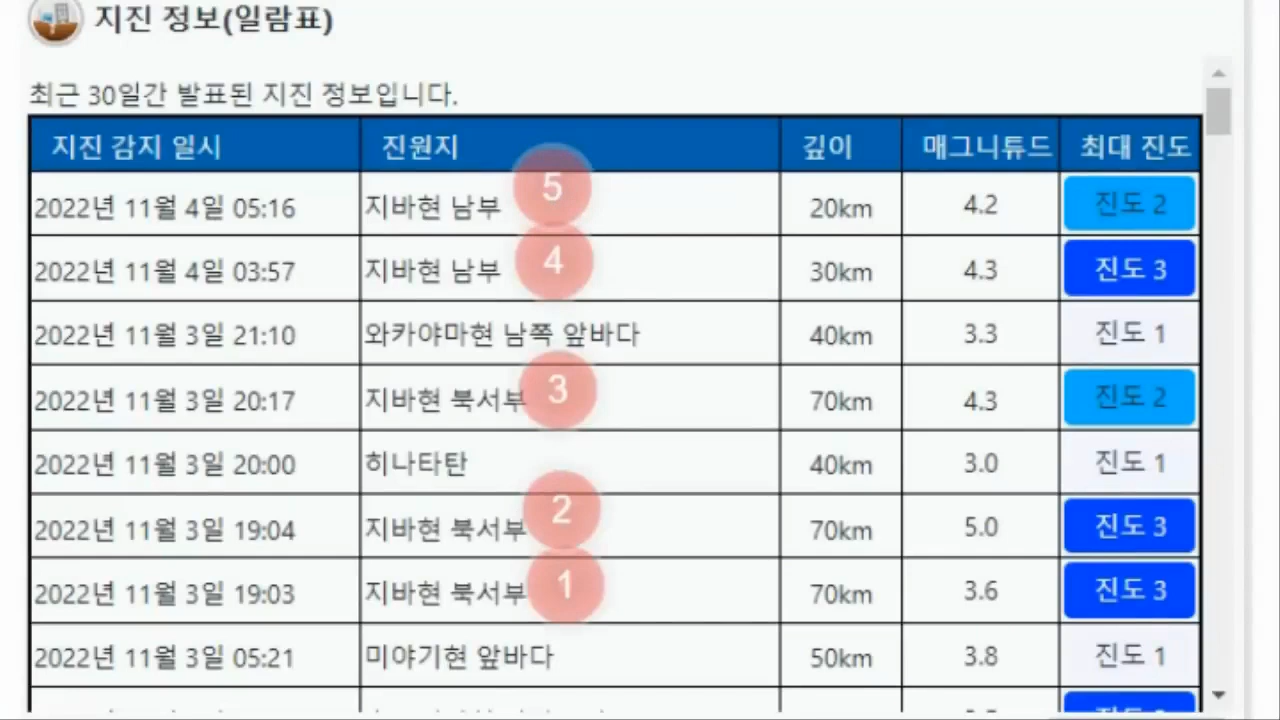 지진 정보(일람표)
최근 30일간 발표된 지진 정보입니다.
지진 감지 일시 진원지 깊이 매그니튜드 최대 진도
2022년 11월 4일 05:16 지바현 남부 5 20km 4.2 진도 2
2022년 11월 4일 03:57 지바현 남부 4 30km 4.3 진도 3
2022년 11월 3일 21:10 와카야마현 남쪽 앞바다 40km 3.3 진도 1
2022년 11월 3일 20:17 지바현 북서부 3 70km 4.3 진도 2
2022년 11월 3일 20:00 히나타탄 40km 3.0 진도 1
2022년 11월 3일 19:04 지바현 북서부 2 70km 5.0 진도 3
2022년 11월 3일 19:03 지바현 북서부 1 70km 3.6 진도 3
2022년 11월 3일 05:21 미야기현 앞바다 50km 3.8 진도 1